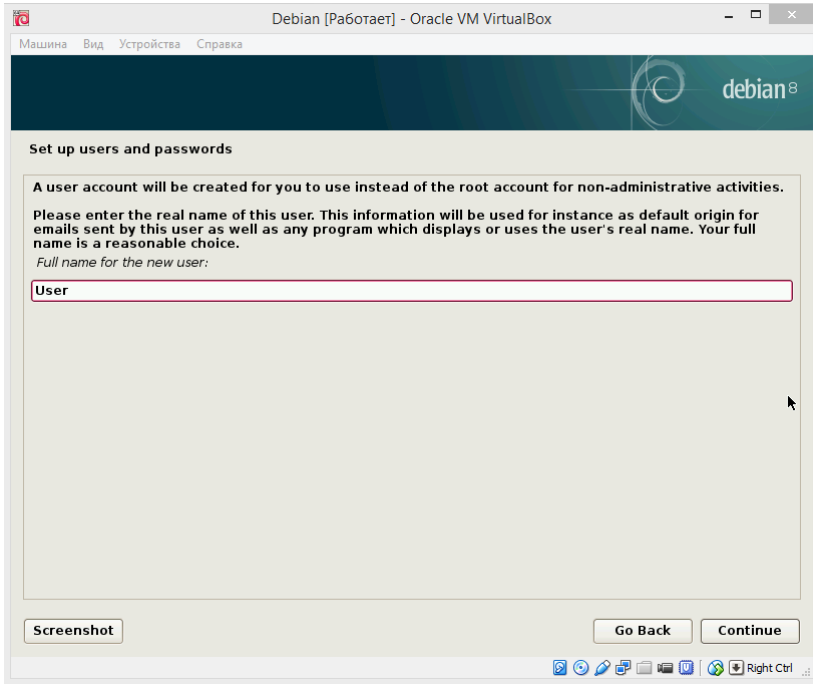 Debian [Работает] - Oracle VM VirtualBox
Машина Вид Устройства Справка
debian 8
Set up users and passwords
A user account will be created for you to use instead of the root account for non-administrative activities.
Please enter the real name of this user. This information will be used for instance as default origin for
emails sent by this user as well as any program which displays or uses the user's real name. Your full
name is a reasonable choice.
Full name for the new user:
User
Screenshot
Go Back
Continue
Right Ctrl